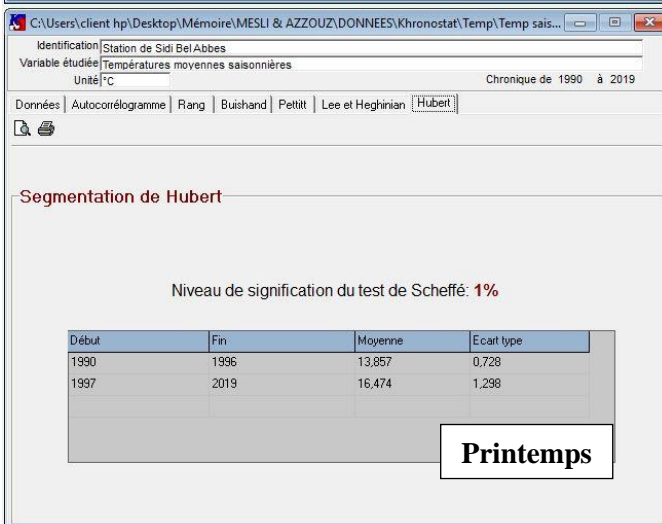 C:\Users\client hp\Desktop\Mémoire\MESLI & AZZOUZ\DONNEES\Khronostat\Temp\Temp sais...
Identification Station de Sidi Bel Abbes
Variable étudiée Températures moyennes saisonnières
Unité °C Chronique de 1990 à 2019
Données Autocorrélogramme Rang Buishand Pettitt Lee et Heghinian Hubert
Segmentation de Hubert
Niveau de signification du test de Scheffé: 1%
Début Fin Moyenne Ecart type
1990 1996 13,857 0,728
1997 2019 16,474 1,298
Printemps